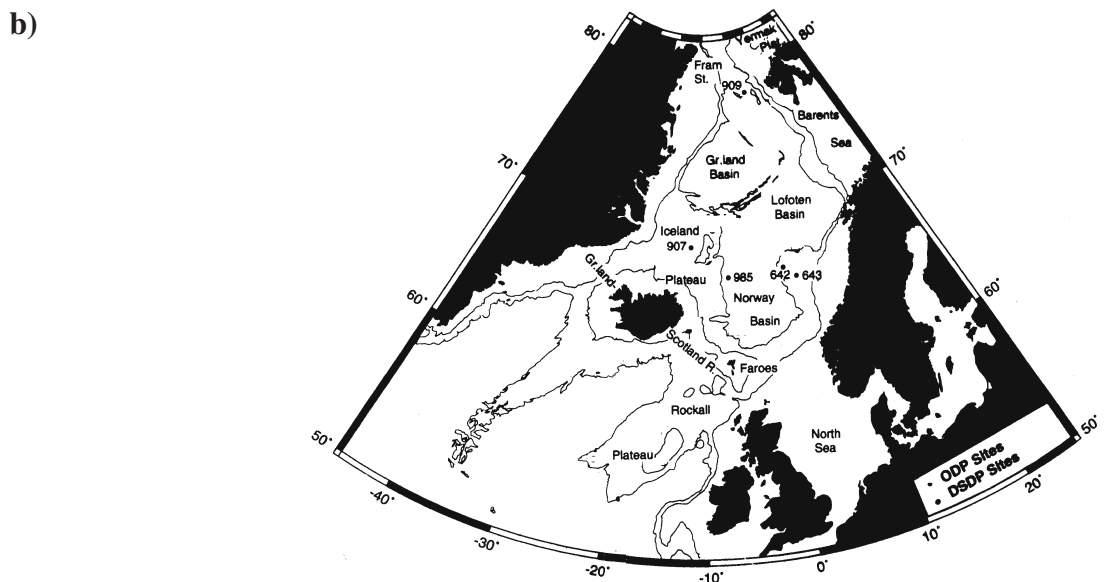 b)
80°
80°
Yermak
Plat.
Fram
St.
909
Barents
Sea
70°
70°
Gr.land
Basin
Lofoten
Basin
Iceland
907
Gr.land-
Plateau
985
642
643
Norway
Basin
60°
60°
Scotland R.
Faroes
Rockall
Plateau
North
Sea
50°
50°
ODP Sites
DSDP Sites
-40°
-30°
-20°
-10°
0°
10°
20°